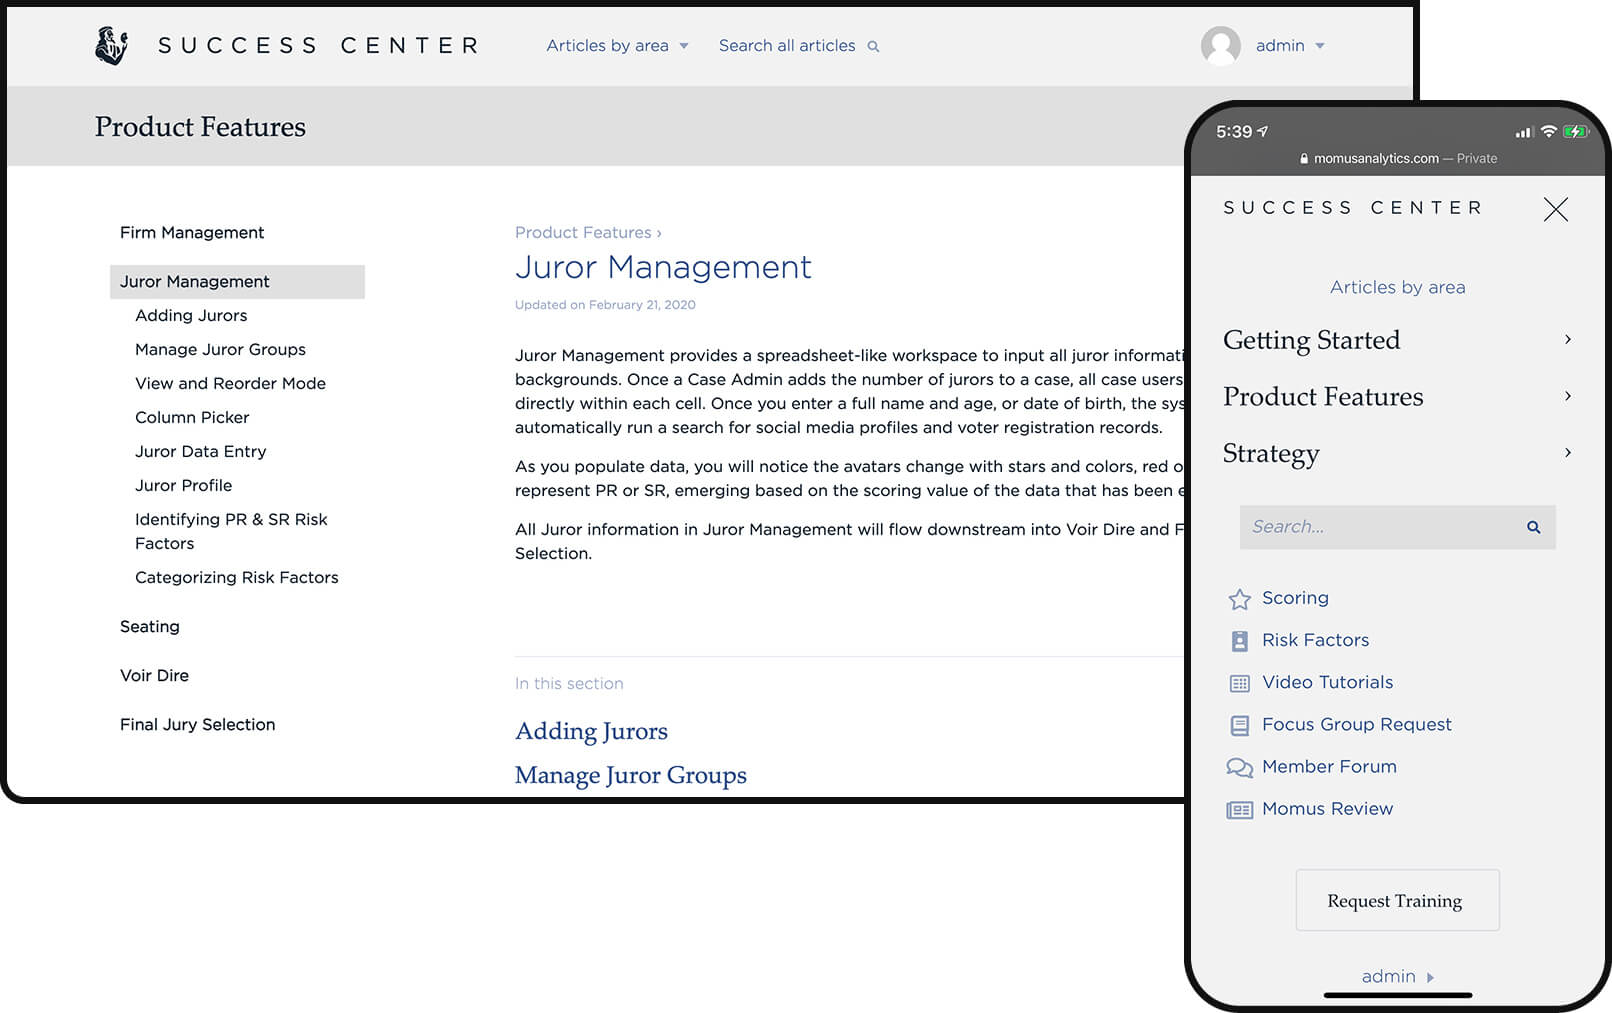 SUCCESS CENTER
Articles by area
Search all articles
admin
Product Features
Firm Management
Juror Management
Adding Jurors
Manage Juror Groups
View and Reorder Mode
Column Picker
Juror Data Entry
Juror Profile
Identifying PR & SR Risk
Factors
Categorizing Risk Factors
Seating
Voir Dire
Final Jury Selection
Product Features ›
Juror Management
Updated on February 21, 2020
Juror Management provides a spreadsheet-like workspace to input all juror
backgrounds. Once a Case Admin adds the number of jurors to a case, all case users
directly within each cell. Once you enter a full name and age, or date of birth, the
automatically run a search for social media profiles and voter registration records.
As you populate data, you will notice the avatars change with stars and colors, red
represent PR or SR, emerging based on the scoring value of the data that has been
All Juror information in Juror Management will flow downstream into Voir Dire and
Selection.
In this section
Adding Jurors
Manage Juror Groups
5:39
momusanalytics.com — Private
SUCCESS CENTER
Articles by area
Getting Started
Product Features
Strategy
Search...
Scoring
Risk Factors
Video Tutorials
Focus Group Request
Member Forum
Momus Review
Request Training
admin